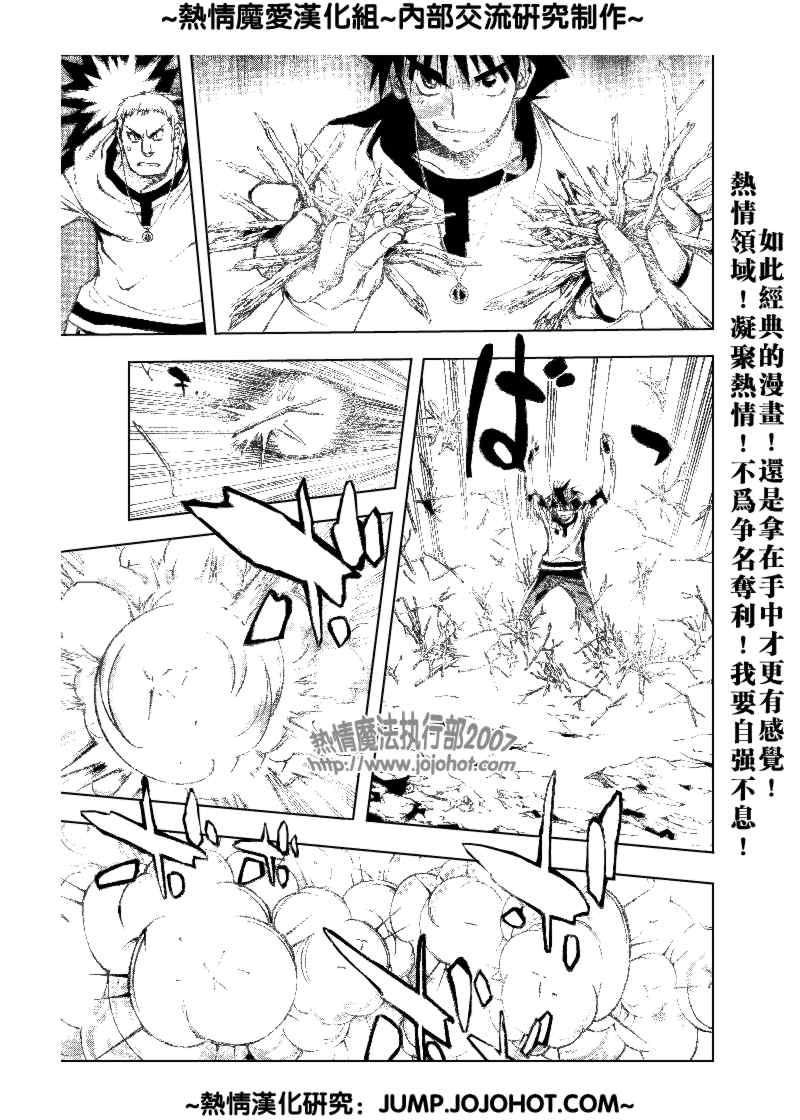 ~熱情魔愛漢化組~內部交流研究制作~
如此經典的漫畫！還是拿在手中才更有感覺！
熱情領域！凝聚熱情！不爲争名奪利！我要自强不息！
ばっ
熱情魔法执行部2007
http://www.jojohot.com
~熱情漢化研究：JUMP.JOJOHOT.COM~